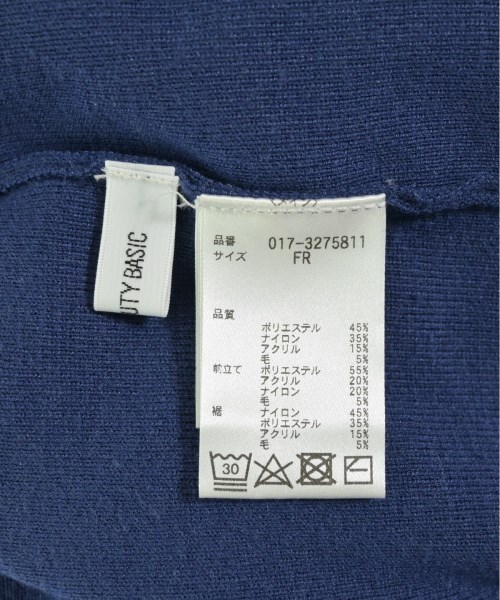 UTY BASIC
(メイン)
品番 017-3275811
サイズ FR
品質
ポリエステル 45%
ナイロン 35%
アクリル 15%
毛 5%
前立て ポリエステル 55%
アクリル 20%
ナイロン 20%
毛 5%
裾 ナイロン 45%
ポリエステル 35%
アクリル 15%
毛 5%
30